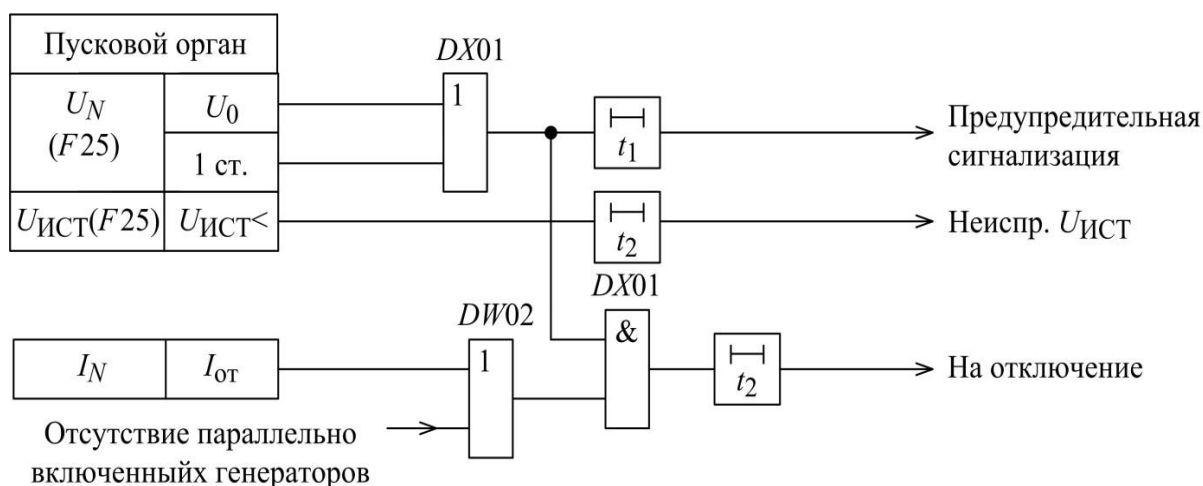 Пусковой орган
DX01
U_N
(F25)
U_0
1
t_1
Предупредительная
сигнализация
1 ст.
U_ИСТ(F25)
U_ИСТ<
t_2
Неиспр. U_ИСТ
DX01
DW02
&
I_N
I_от
1
t_2
На отключение
Отсутствие параллельно
включенныйх генераторов